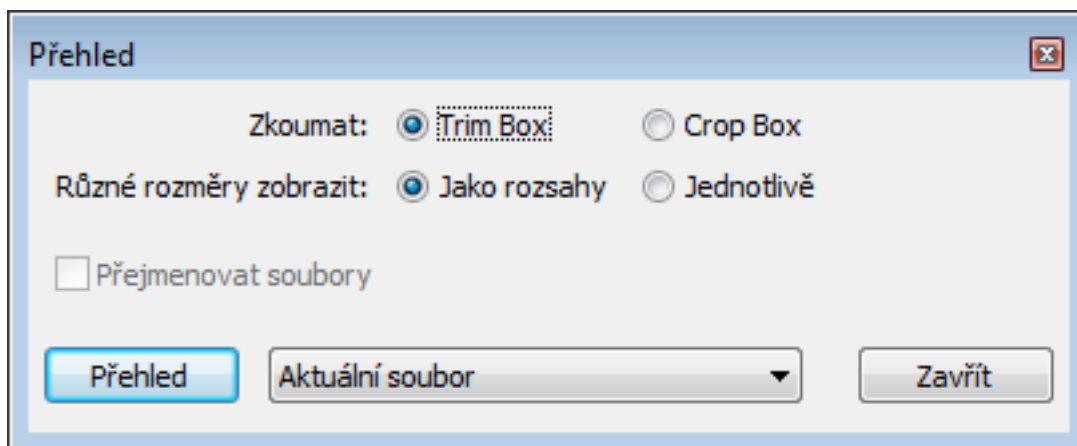 Přehled
Zkoumat: Trim Box Crop Box
Různé rozměry zobrazit: Jako rozsahy Jednotlivě
Přejmenovat soubory
Přehled Aktuální soubor Zavřít